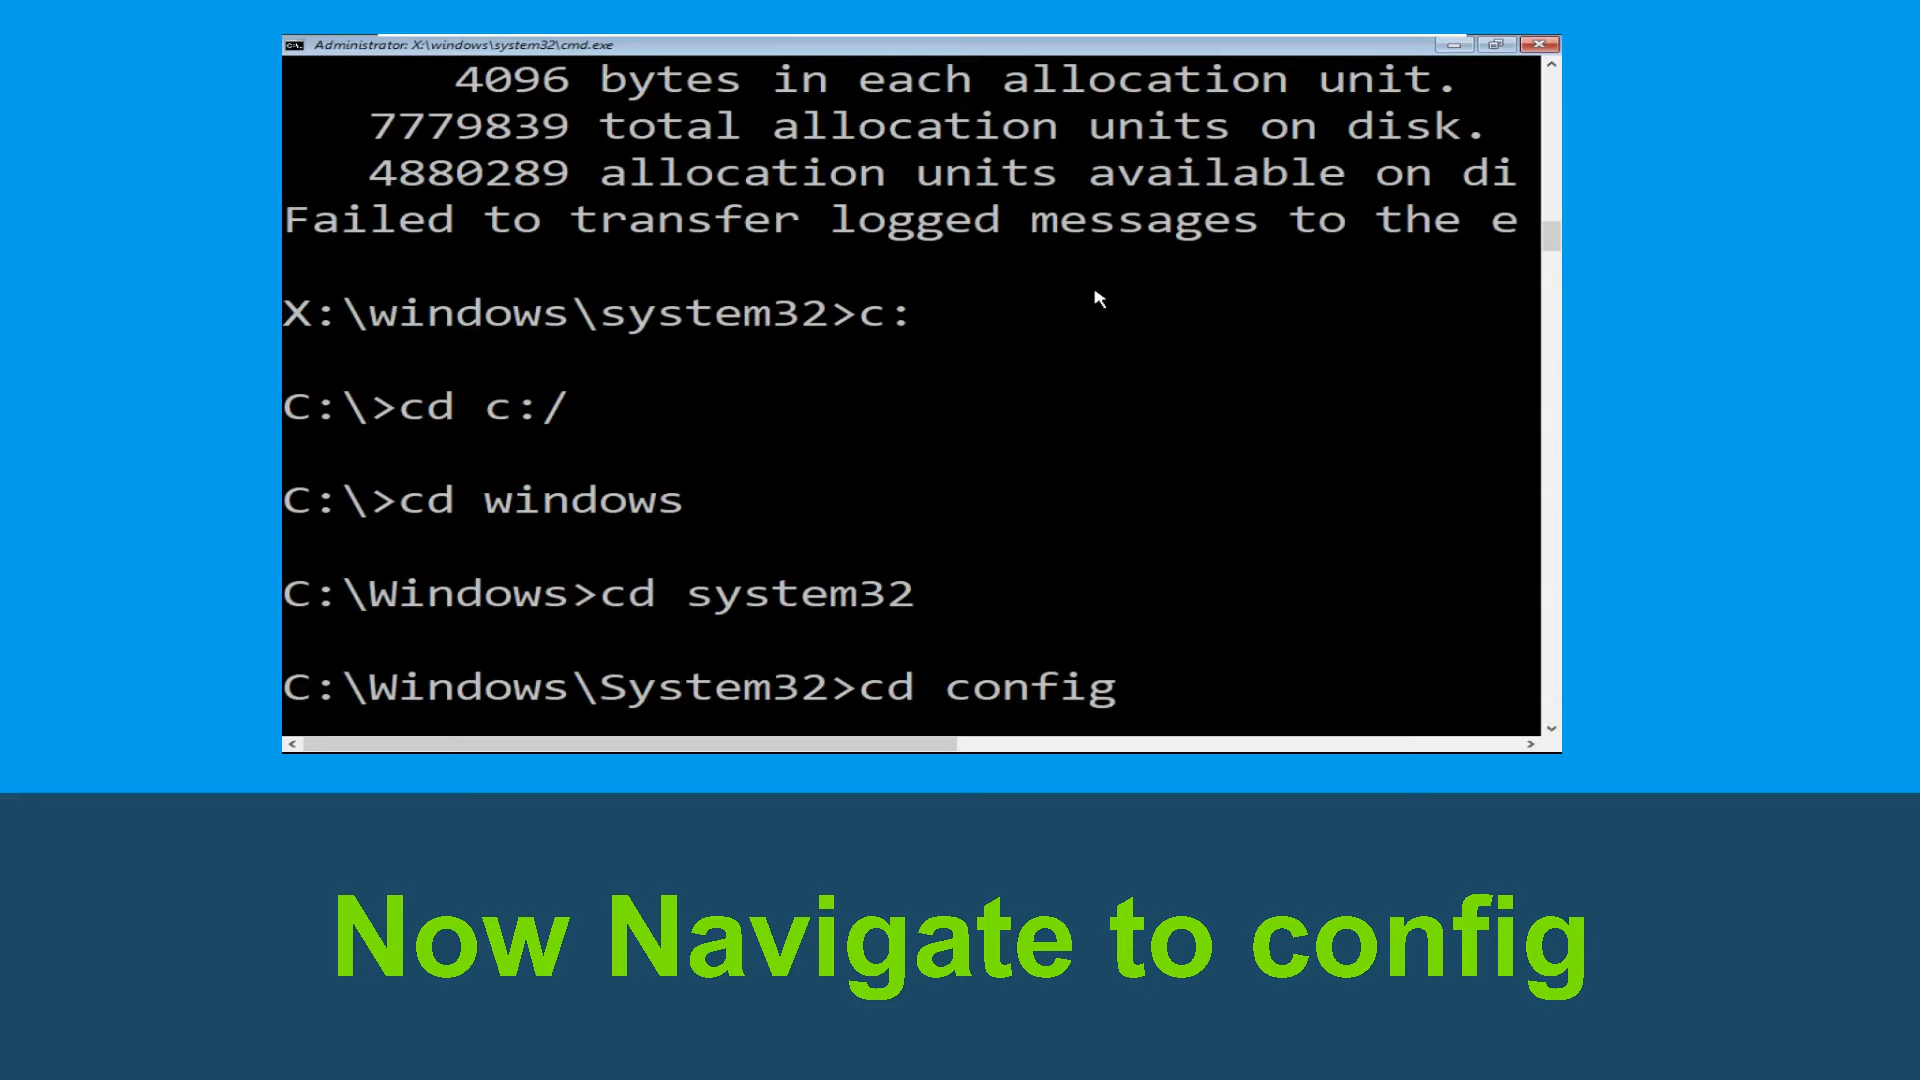 Administrator: X:\windows\system32\cmd.exe
4096 bytes in each allocation unit.
7779839 total allocation units on disk.
4880289 allocation units available on di
Failed to transfer logged messages to the e
X:\windows\system32>c:
C:\>cd c:/
C:\>cd windows
C:\Windows>cd system32
C:\Windows\System32>cd config
Now Navigate to config